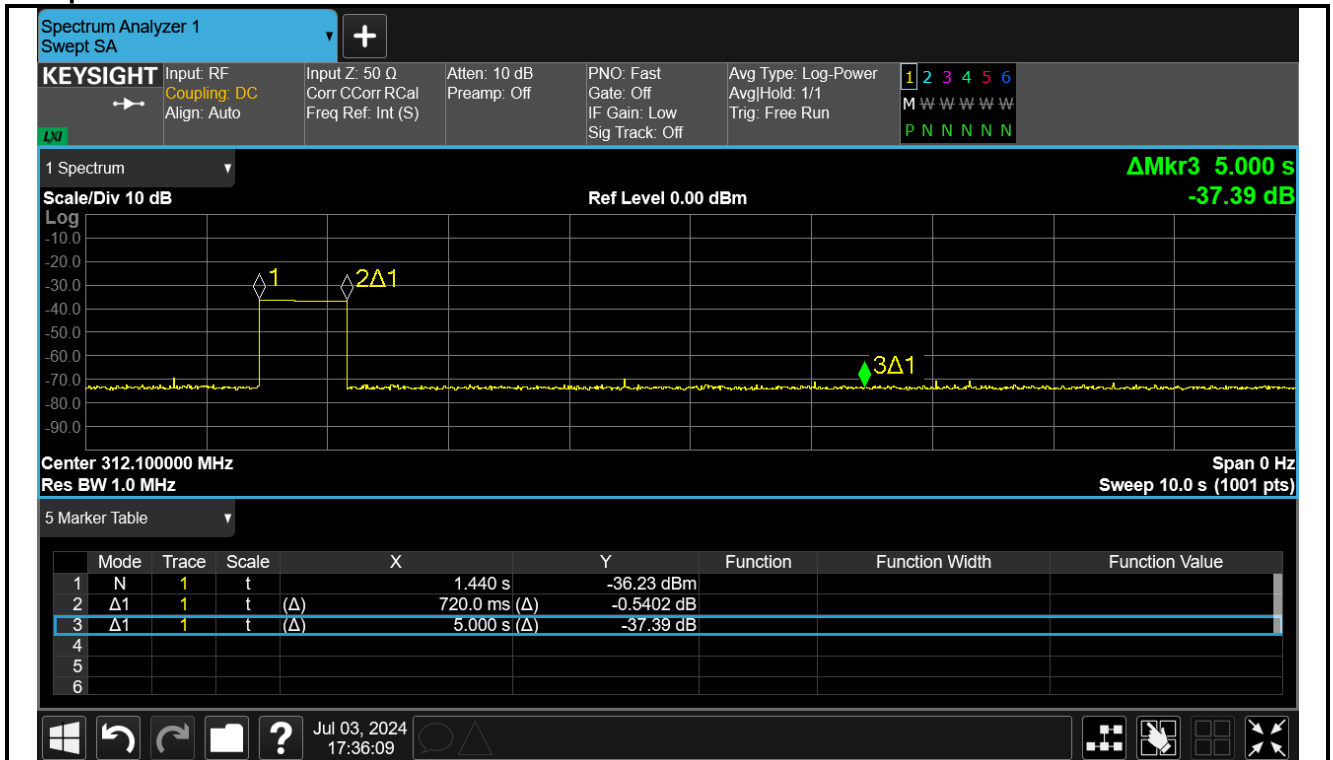 Spectrum Analyzer 1
Swept SA
+
KEYSIGHT
LXI
Input: RF
Coupling: DC
Align: Auto
Input Z: 50 Ω
Corr CCorr RCal
Freq Ref: Int (S)
Atten: 10 dB
Preamp: Off
PNO: Fast
Gate: Off
IF Gain: Low
Sig Track: Off
Avg Type: Log-Power
Avg|Hold: 1/1
Trig: Free Run
1 2 3 4 5 6
M W W W W W
P N N N N N
1 Spectrum
ΔMkr3 5.000 s
-37.39 dB
Scale/Div 10 dB
Ref Level 0.00 dBm
Log
-10.0
-20.0
-30.0
-40.0
-50.0
-60.0
-70.0
-80.0
-90.0
1
2Δ1
3Δ1
Center 312.100000 MHz
Span 0 Hz
Res BW 1.0 MHz
Sweep 10.0 s (1001 pts)
5 Marker Table
Mode Trace Scale X Y Function Function Width Function Value
1 N 1 t 1.440 s -36.23 dBm
2 Δ1 1 t (Δ) 720.0 ms (Δ) -0.5402 dB
3 Δ1 1 t (Δ) 5.000 s (Δ) -37.39 dB
4
5
6
?
Jul 03, 2024
17:36:09